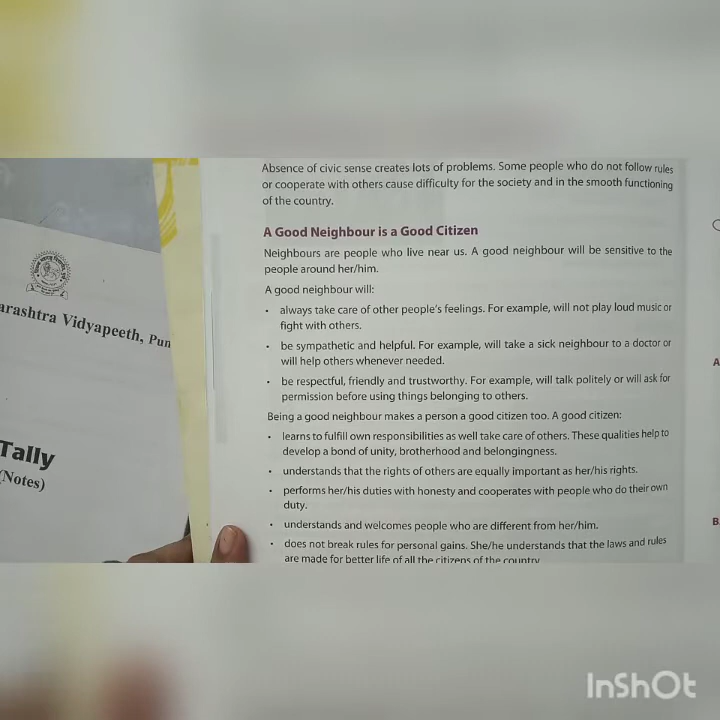 Absence of civic sense creates lots of problems. Some people who do not follow rules
or cooperate with others cause difficulty for the society and in the smooth functioning
of the country.
A Good Neighbour is a Good Citizen
Neighbours are people who live near us. A good neighbour will be sensitive to the
people around her/him.
A good neighbour will:
• always take care of other people's feelings. For example, will not play loud music or
fight with others.
• be sympathetic and helpful. For example, will take a sick neighbour to a doctor or
will help others whenever needed.
• be respectful, friendly and trustworthy. For example, will talk politely or will ask for
permission before using things belonging to others.
Being a good neighbour makes a person a good citizen too. A good citizen:
• learns to fulfill own responsibilities as well take care of others. These qualities help to
develop a bond of unity, brotherhood and belongingness.
• understands that the rights of others are equally important as her/his rights.
• performs her/his duties with honesty and cooperates with people who do their own
duty.
• understands and welcomes people who are different from her/him.
• does not break rules for personal gains. She/he understands that the laws and rules
are made for better life of all the citizens of the country
arashtra Vidyapeeth, Pun
Tally
(Notes)
A
B
InShOt